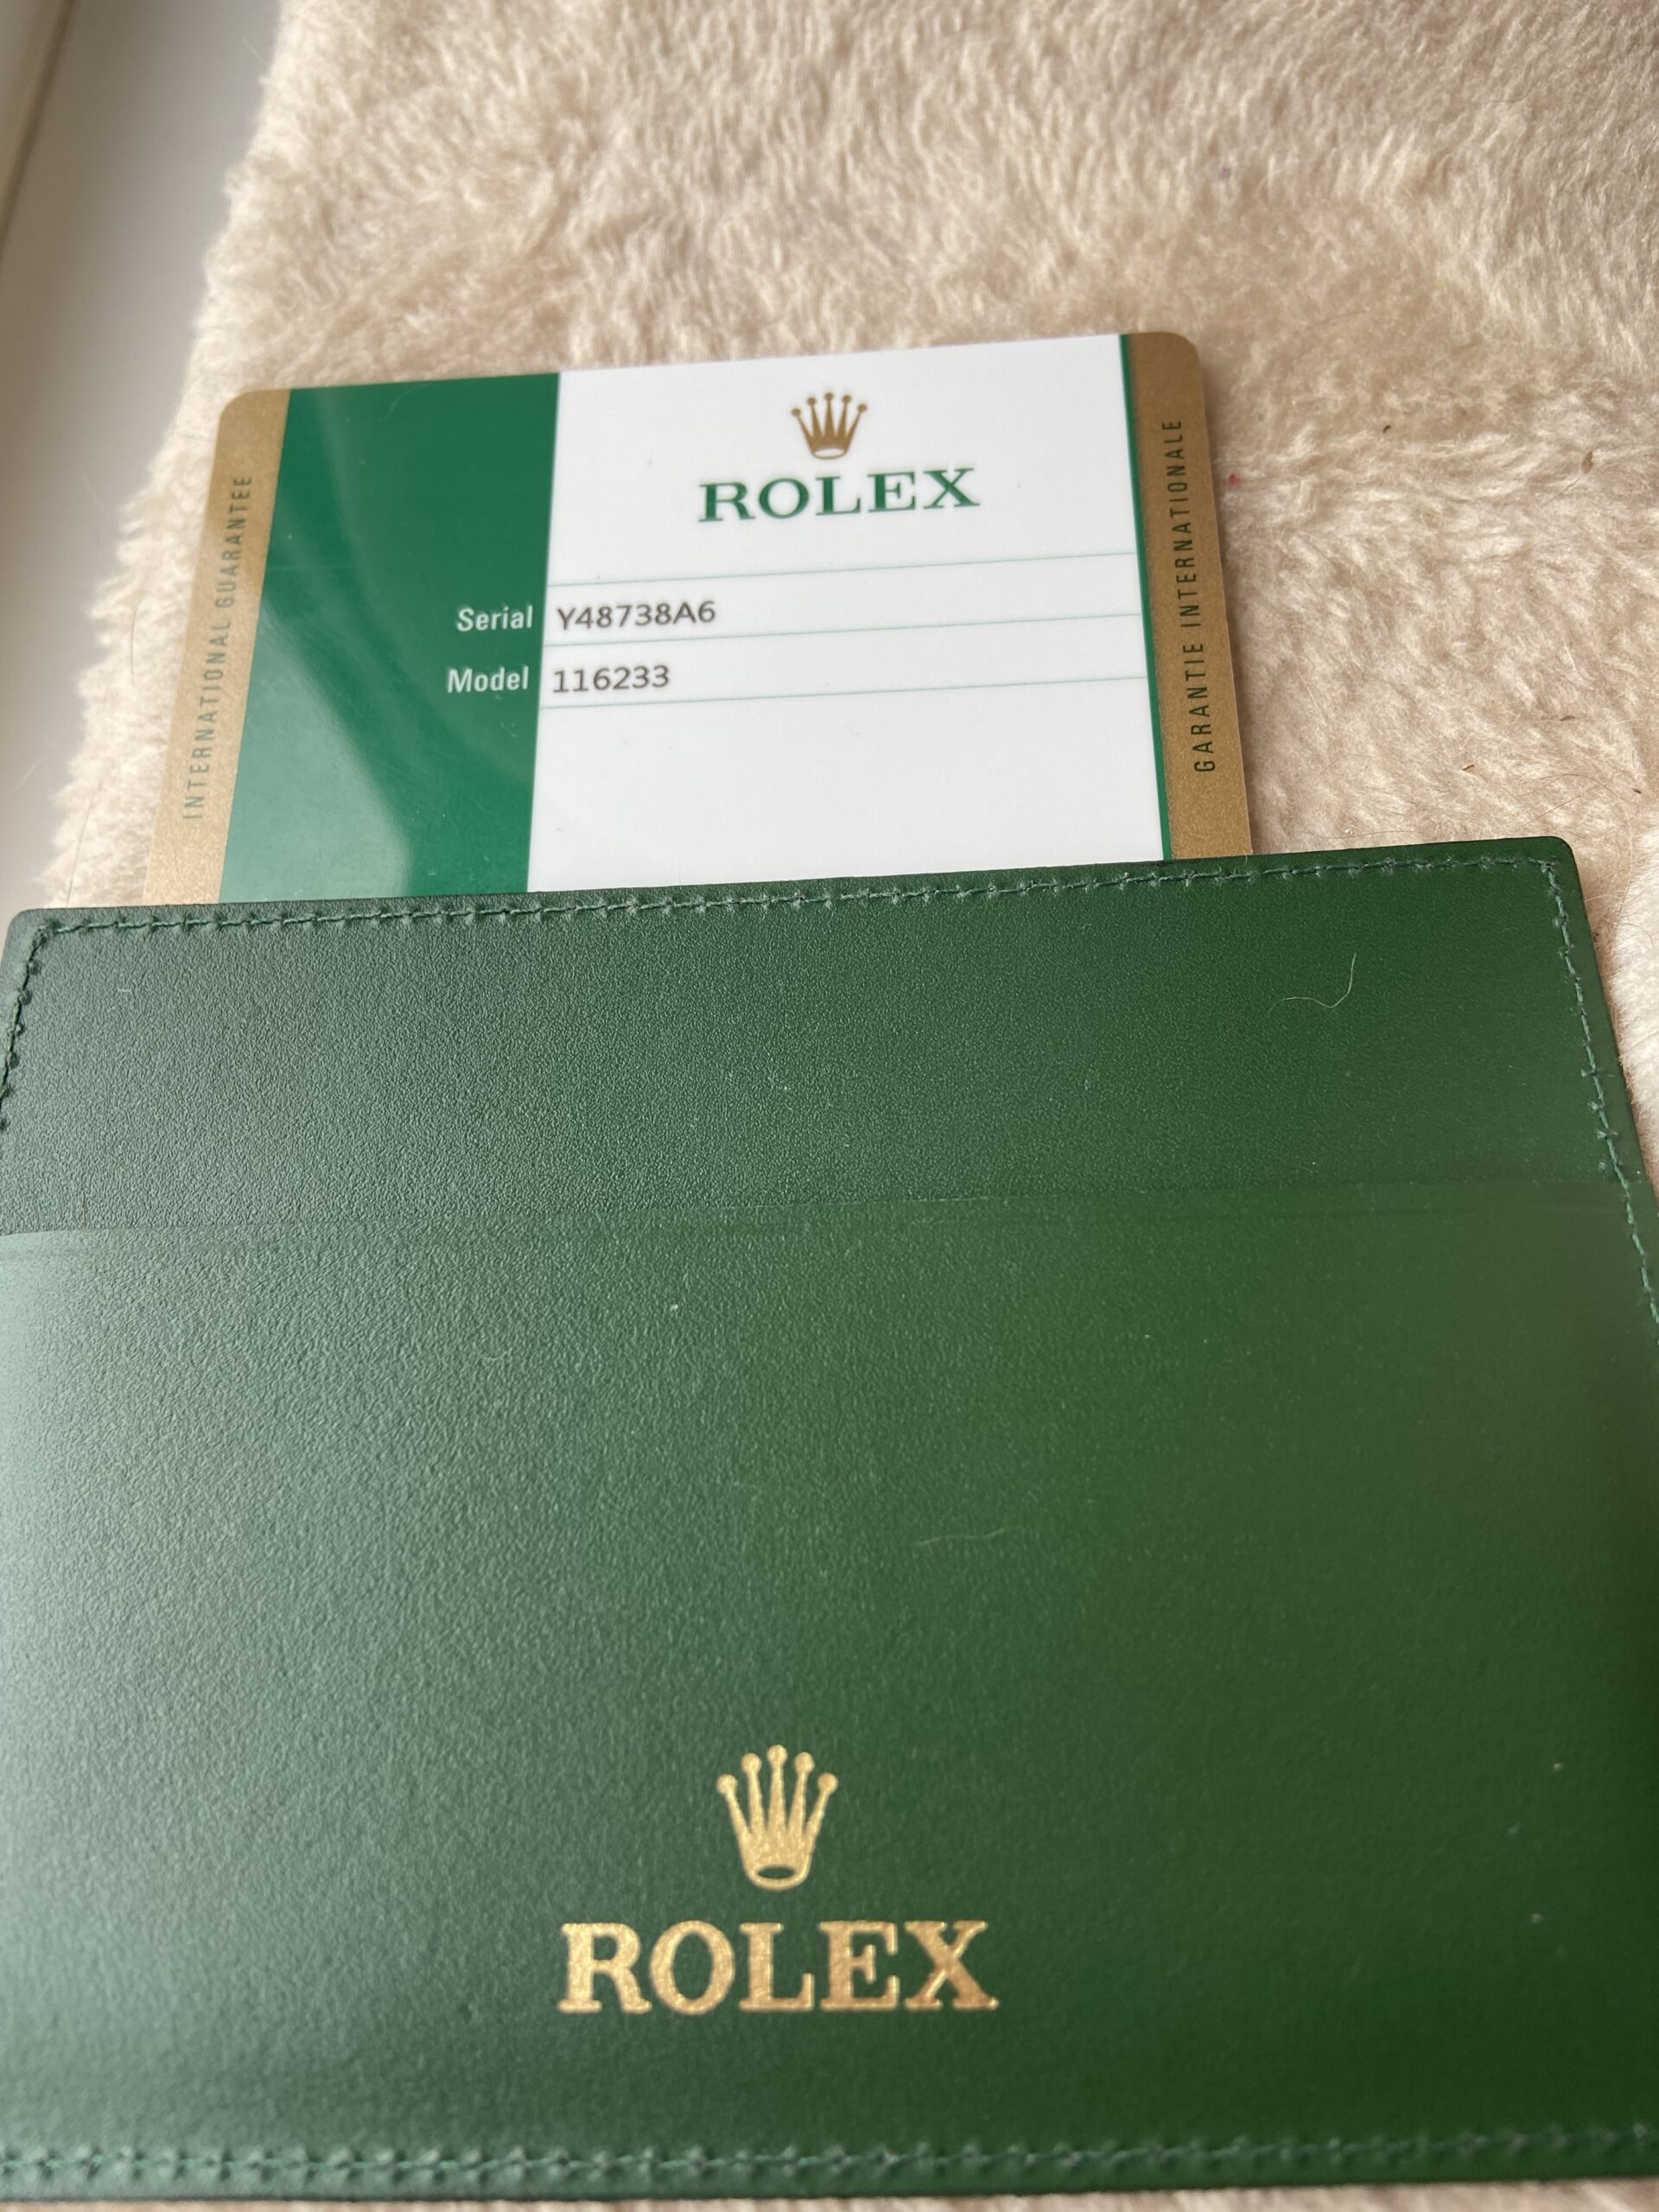 ROLEX
INTERNATIONAL GUARANTEE
GARANTIE INTERNATIONALE
Serial Y48738A6
Model 116233
ROLEX